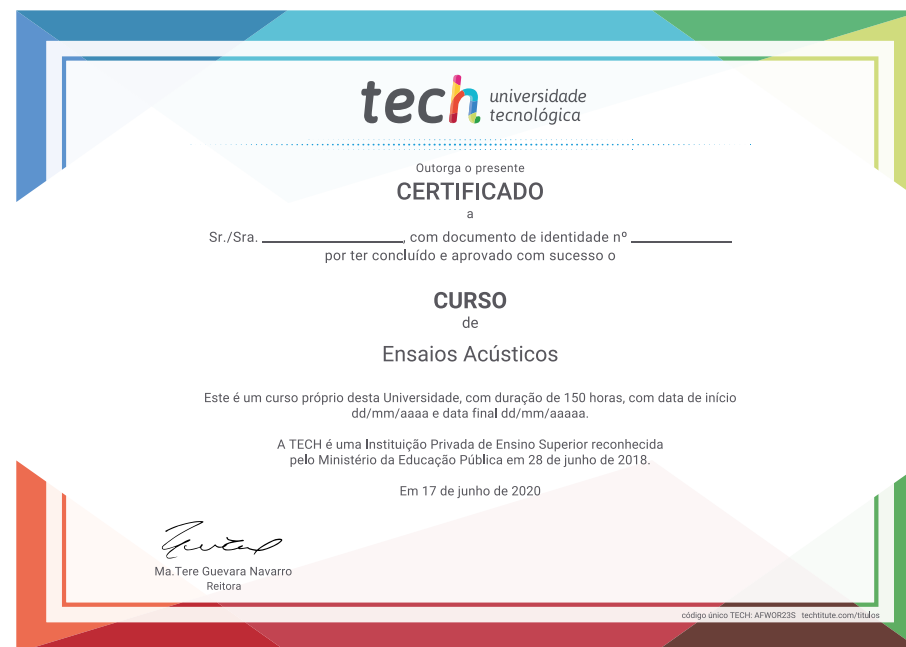 tech universidade
tecnológica
Outorga o presente
CERTIFICADO
a
Sr./Sra. ____________________, com documento de identidade nº ______________
por ter concluído e aprovado com sucesso o
CURSO
de
Ensaios Acústicos
Este é um curso próprio desta Universidade, com duração de 150 horas, com data de início
dd/mm/aaaa e data final dd/mm/aaaaa.
A TECH é uma Instituição Privada de Ensino Superior reconhecida
pelo Ministério da Educação Pública em 28 de junho de 2018.
Em 17 de junho de 2020
Ma.Tere Guevara Navarro
Reitora
código único TECH: AFWOR23S techtitute.com/títulos